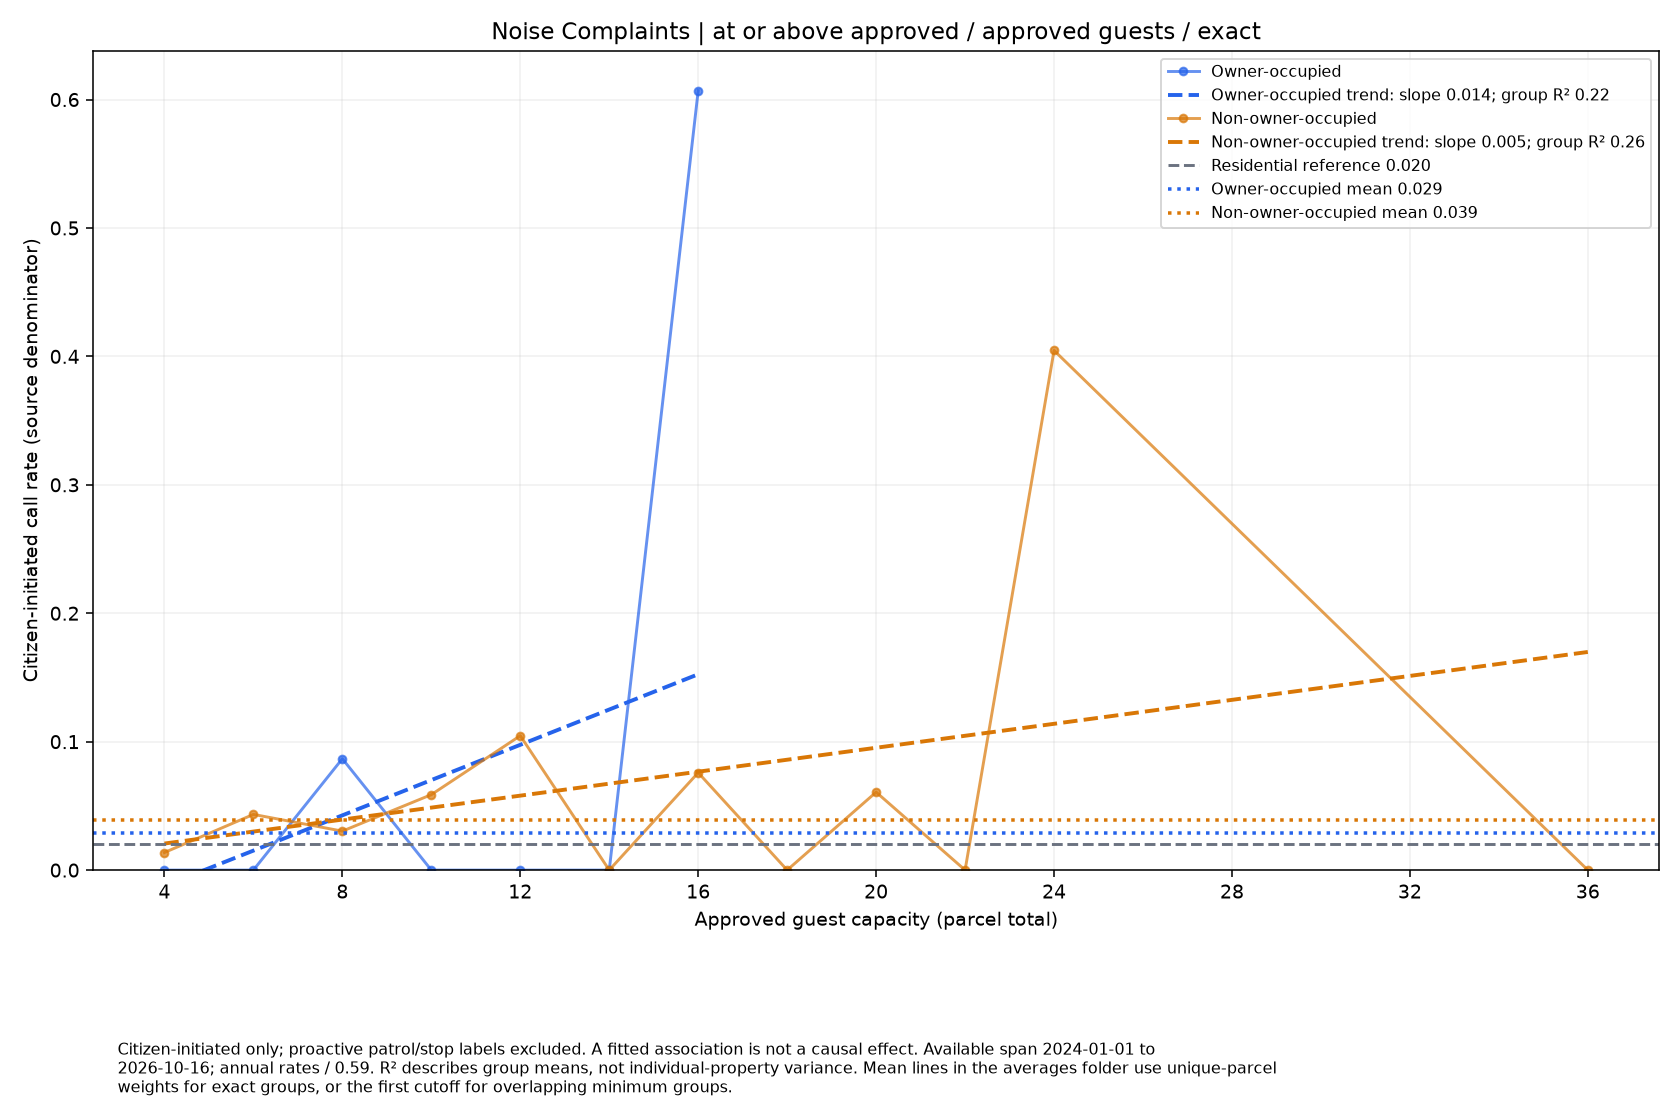 Noise Complaints | at or above approved / approved guests / exact
Owner-occupied
Owner-occupied trend: slope 0.014; group R² 0.22
Non-owner-occupied
Non-owner-occupied trend: slope 0.005; group R² 0.26
Residential reference 0.020
Owner-occupied mean 0.029
Non-owner-occupied mean 0.039
Citizen-initiated call rate (source denominator)
0.6
0.5
0.4
0.3
0.2
0.1
0.0
4 8 12 16 20 24 28 32 36
Approved guest capacity (parcel total)
Citizen-initiated only; proactive patrol/stop labels excluded. A fitted association is not a causal effect. Available span 2024-01-01 to
2026-10-16; annual rates / 0.59. R² describes group means, not individual-property variance. Mean lines in the averages folder use unique-parcel
weights for exact groups, or the first cutoff for overlapping minimum groups.